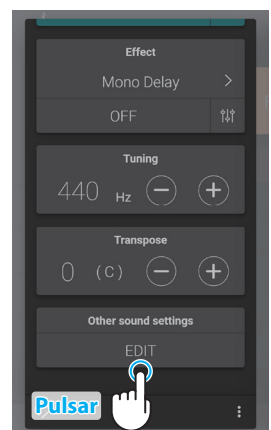 Effect
Mono Delay
OFF
Tuning
440 Hz
Transpose
0 (C)
Other sound settings
EDIT
Pulsar